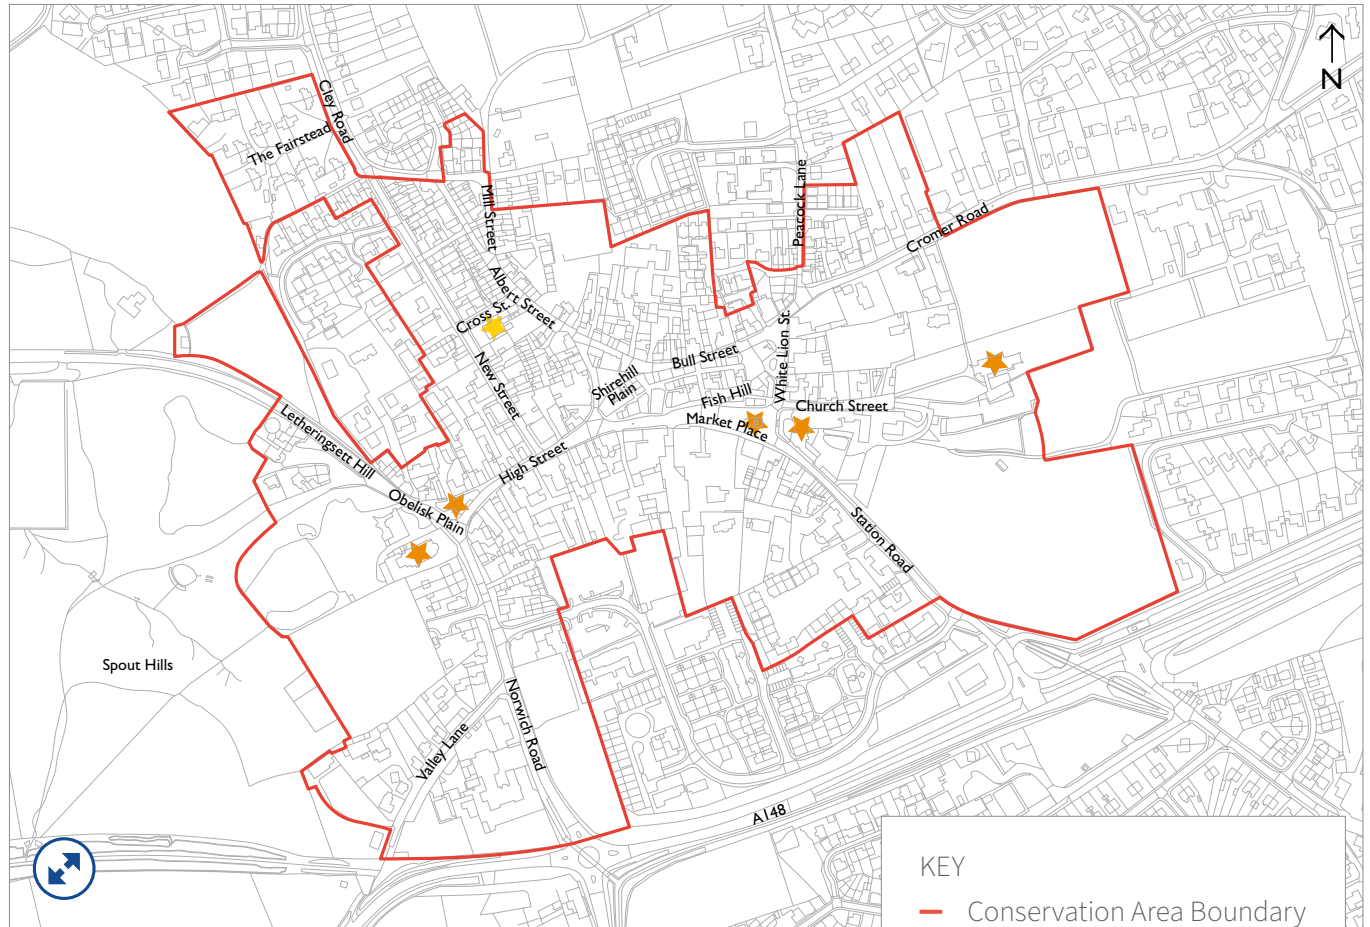 N
Cley Road
The Fairstead
Mill Street
Peacock Lane
Cromer Road
Albert Street
Cross St.
New Street
Bull Street
White Lion St.
Shirehill
Plain
Fish Hill
Church Street
Market Place
Letheringsett Hill
High Street
Obelisk Plain
Station Road
Spout Hills
Norwich Road
Valley Lane
A148
KEY
Conservation Area Boundary